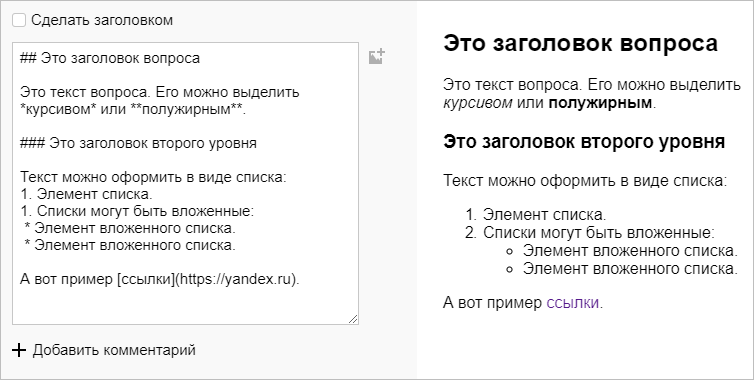 Сделать заголовком
## Это заголовок вопроса
Это текст вопроса. Его можно выделить
*курсивом* или **полужирным**.
### Это заголовок второго уровня
Текст можно оформить в виде списка:
1. Элемент списка.
1. Списки могут быть вложенные:
* Элемент вложенного списка.
* Элемент вложенного списка.
А вот пример [ссылки](https://yandex.ru).
Добавить комментарий
Это заголовок вопроса
Это текст вопроса. Его можно выделить
курсивом или полужирным.
Это заголовок второго уровня
Текст можно оформить в виде списка:
1. Элемент списка.
2. Списки могут быть вложенные:
Элемент вложенного списка.
Элемент вложенного списка.
А вот пример ссылки.